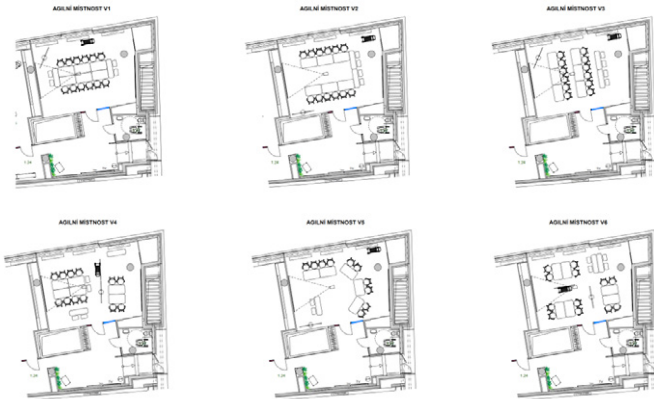 AGILNÍ MÍSTNOST V1
AGILNÍ MÍSTNOST V2
AGILNÍ MÍSTNOST V3
AGILNÍ MÍSTNOST V4
AGILNÍ MÍSTNOST V5
AGILNÍ MÍSTNOST V6